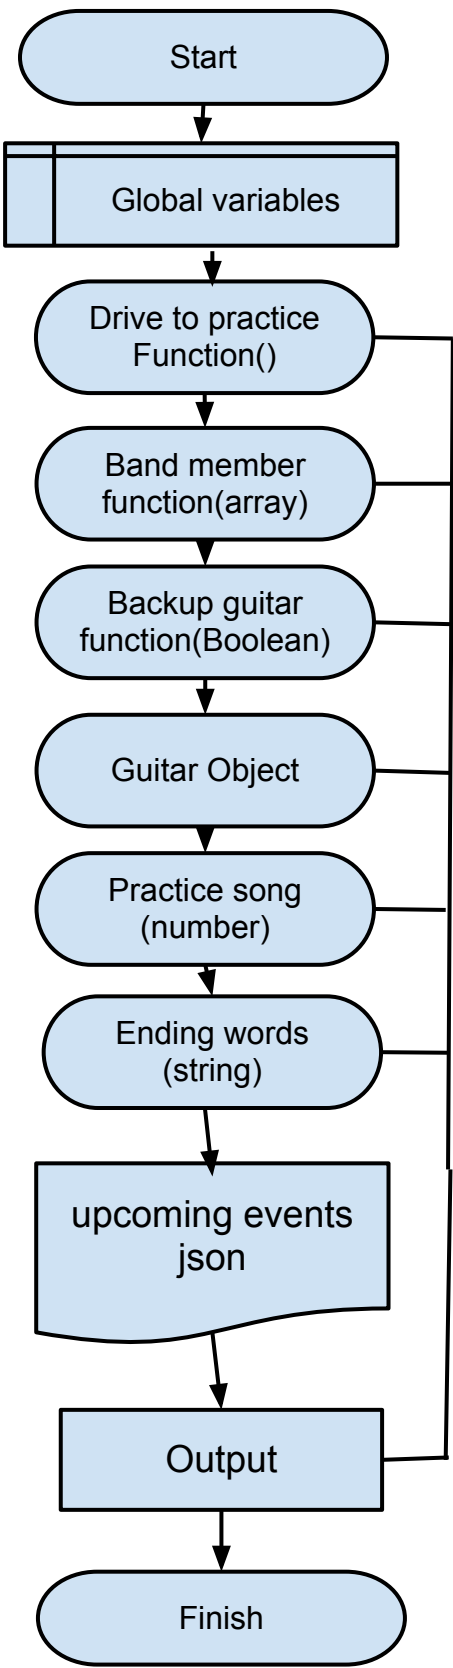 Start
Global variables
Drive to practice
Function()
Band member
function(array)
Backup guitar
function(Boolean)
Guitar Object
Practice song
(number)
Ending words
(string)
upcoming events
json
Output
Finish